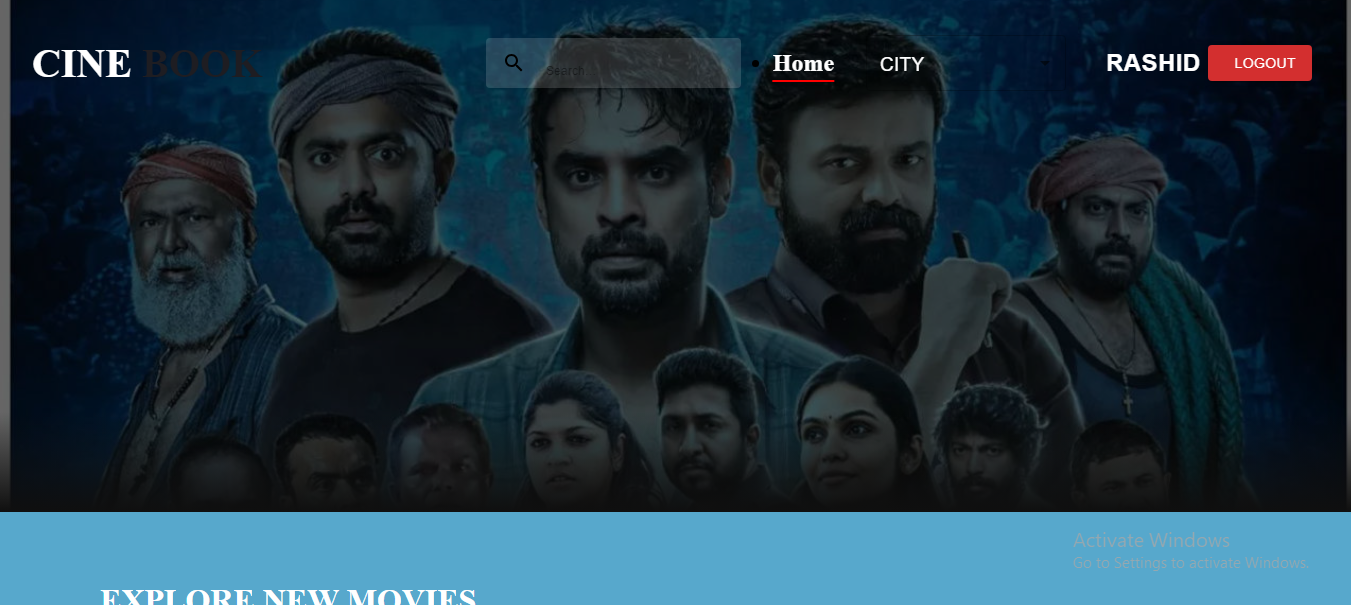 CINE BOOK
Search
Home
CITY
RASHID
LOGOUT
Activate Windows
Go to Settings to activate Windows.
EXPLORE NEW MOVIES